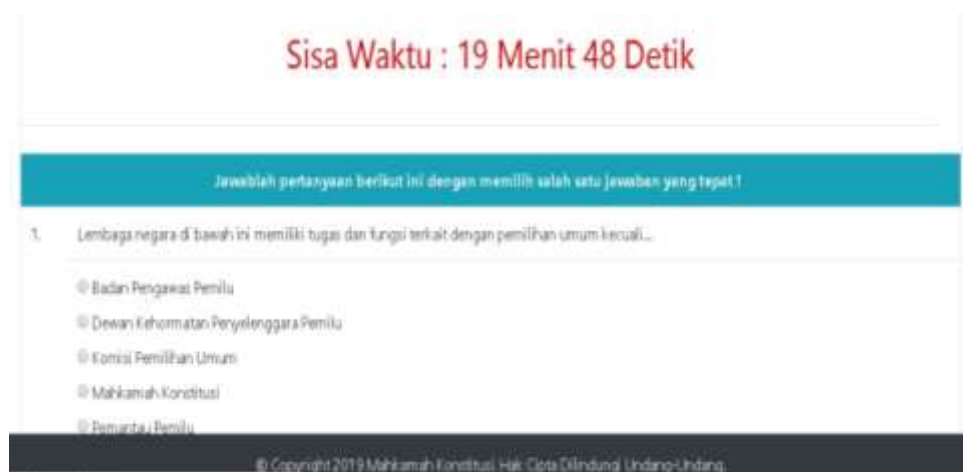 Sisa Waktu : 19 Menit 48 Detik
Jawablah pertanyaan berikut ini dengan memilih salah satu jawaban yang tepat !
1. Lembaga negara di bawah ini memiliki tugas dan fungsi terkait dengan pemilihan umum kecuali...
Badan Pengawas Pemilu
Dewan Kehormatan Penyelenggara Pemilu
Komisi Pemilihan Umum
Mahkamah Konstitusi
Pemantau Pemilu
© Copyright 2019 Mahkamah Konstitusi. Hak Cipta Dilindungi Undang-Undang.